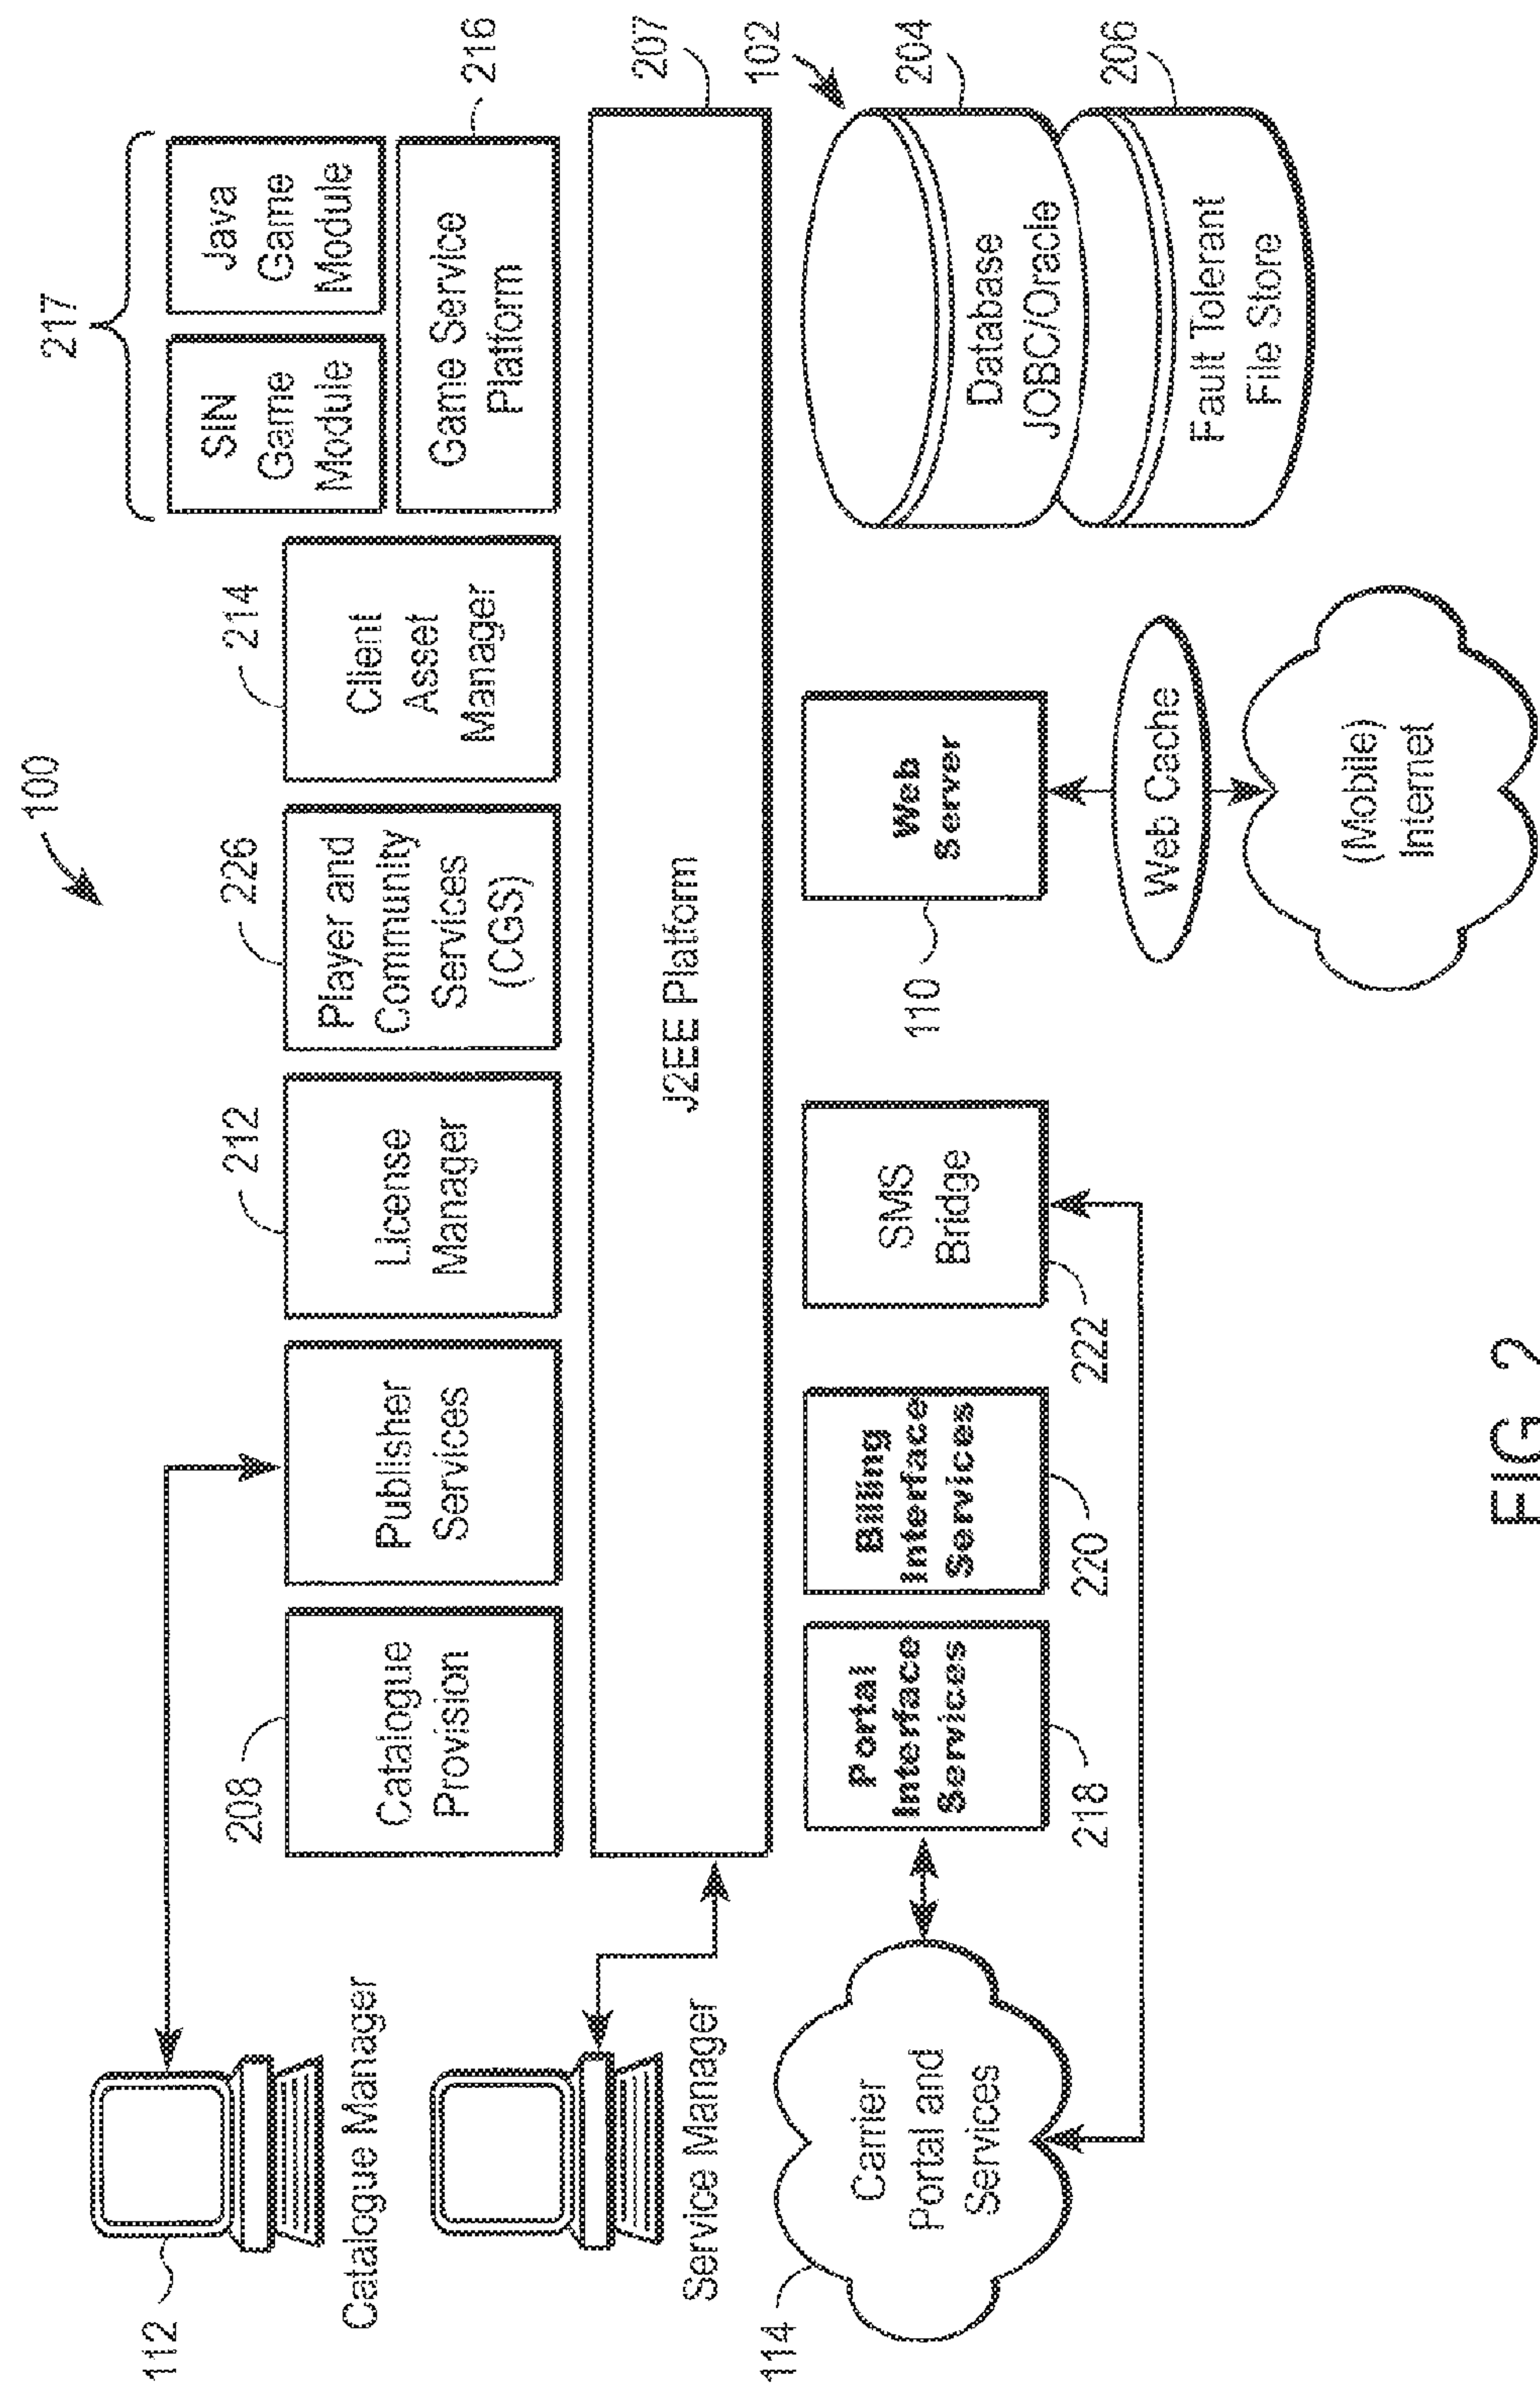 100
217
SIN
Game
Module
Java
Game
Module
112
Catalogue Manager
208
Catalogue
Provision
Publisher
Services
212
License
Manager
226
Player and
Community
Services
(CGS)
214
Client
Asset
Manager
Game Service
Platform
216
Service Manager
J2EE Platform
207
114
Carrier
Portal and
Services
Portal
Interface
Services
218
Billing
Interface
Services
220
SMS
Bridge
222
110
Web
Server
Web Cache
(Mobile)
Internet
102
Database
JOBC/Oracle
204
Fault Tolerant
File Store
206
FIG. 2